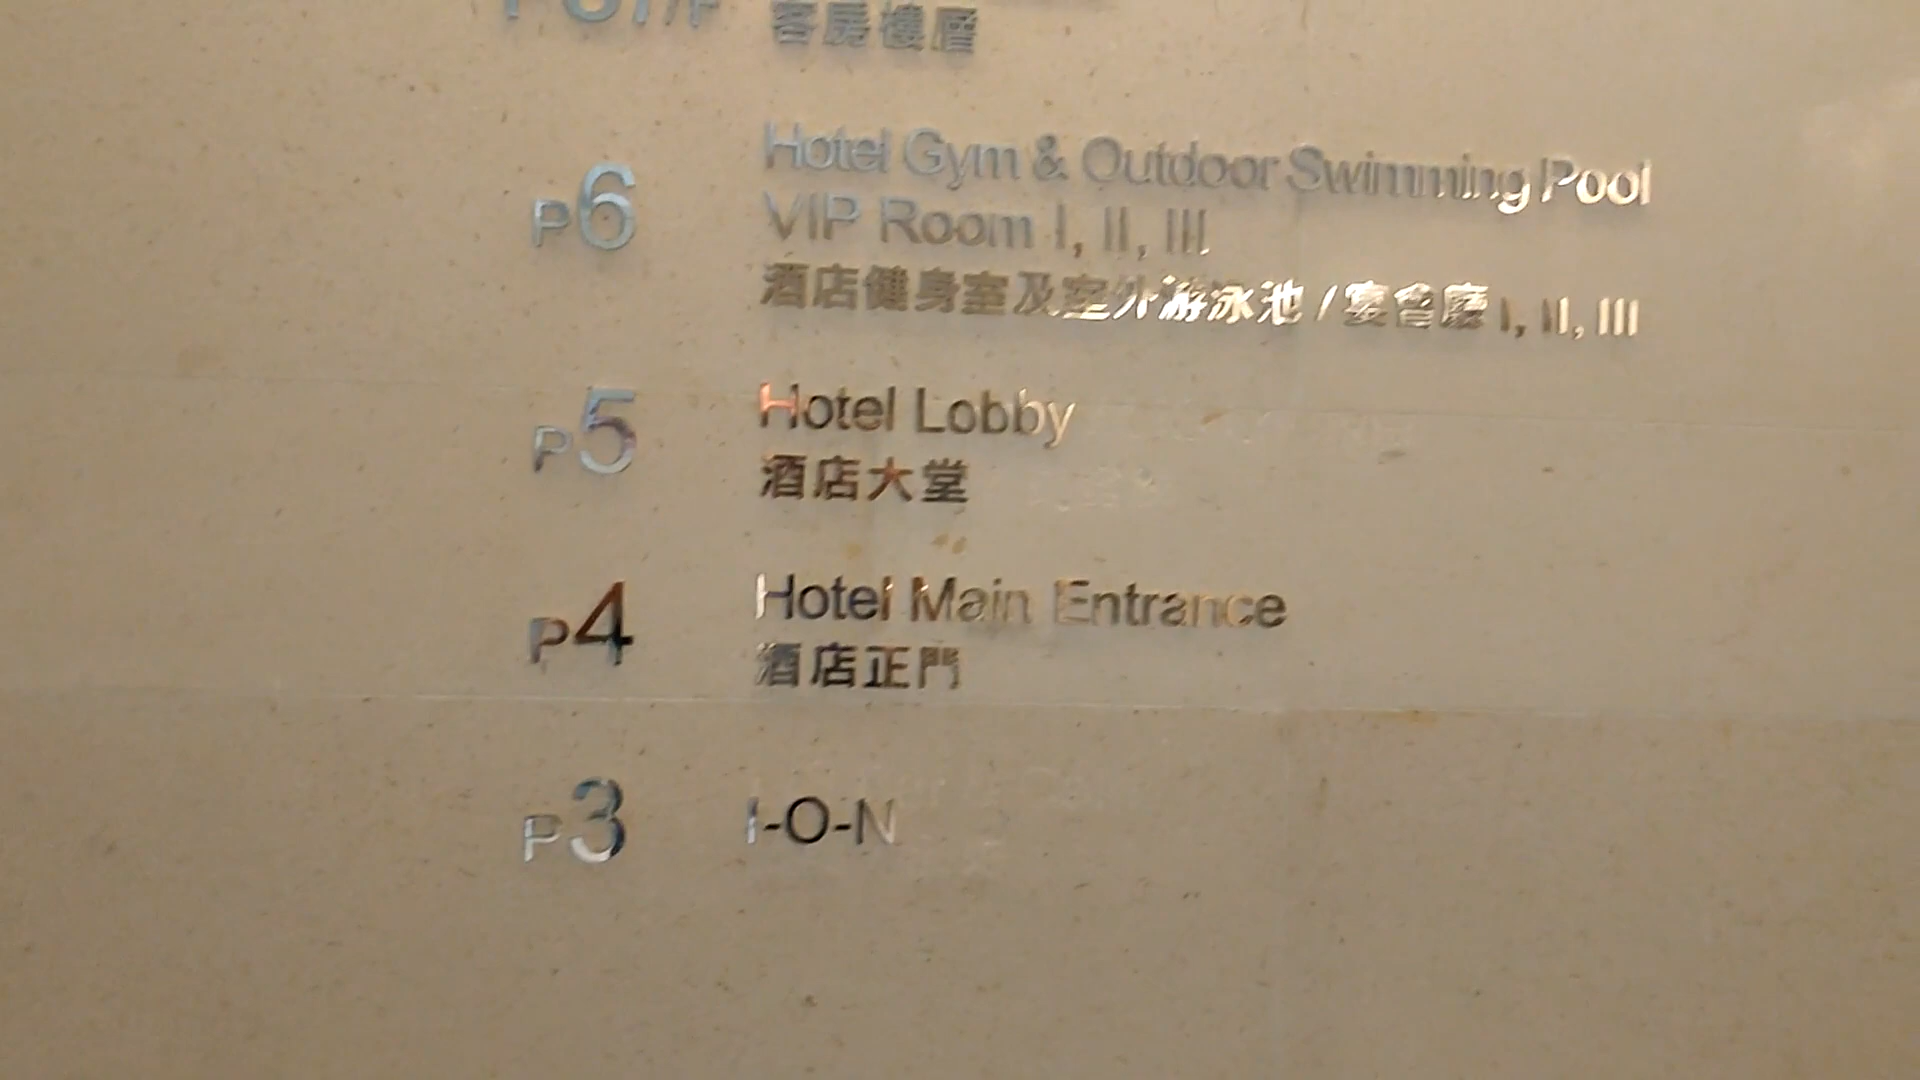 客房樓層
P6
Hotel Gym & Outdoor Swimming Pool
VIP Room I, II, III
酒店健身室及室外游泳池 / 宴會廳 I, II, III
P5
Hotel Lobby
酒店大堂
P4
Hotel Main Entrance
酒店正門
P3
I-O-N